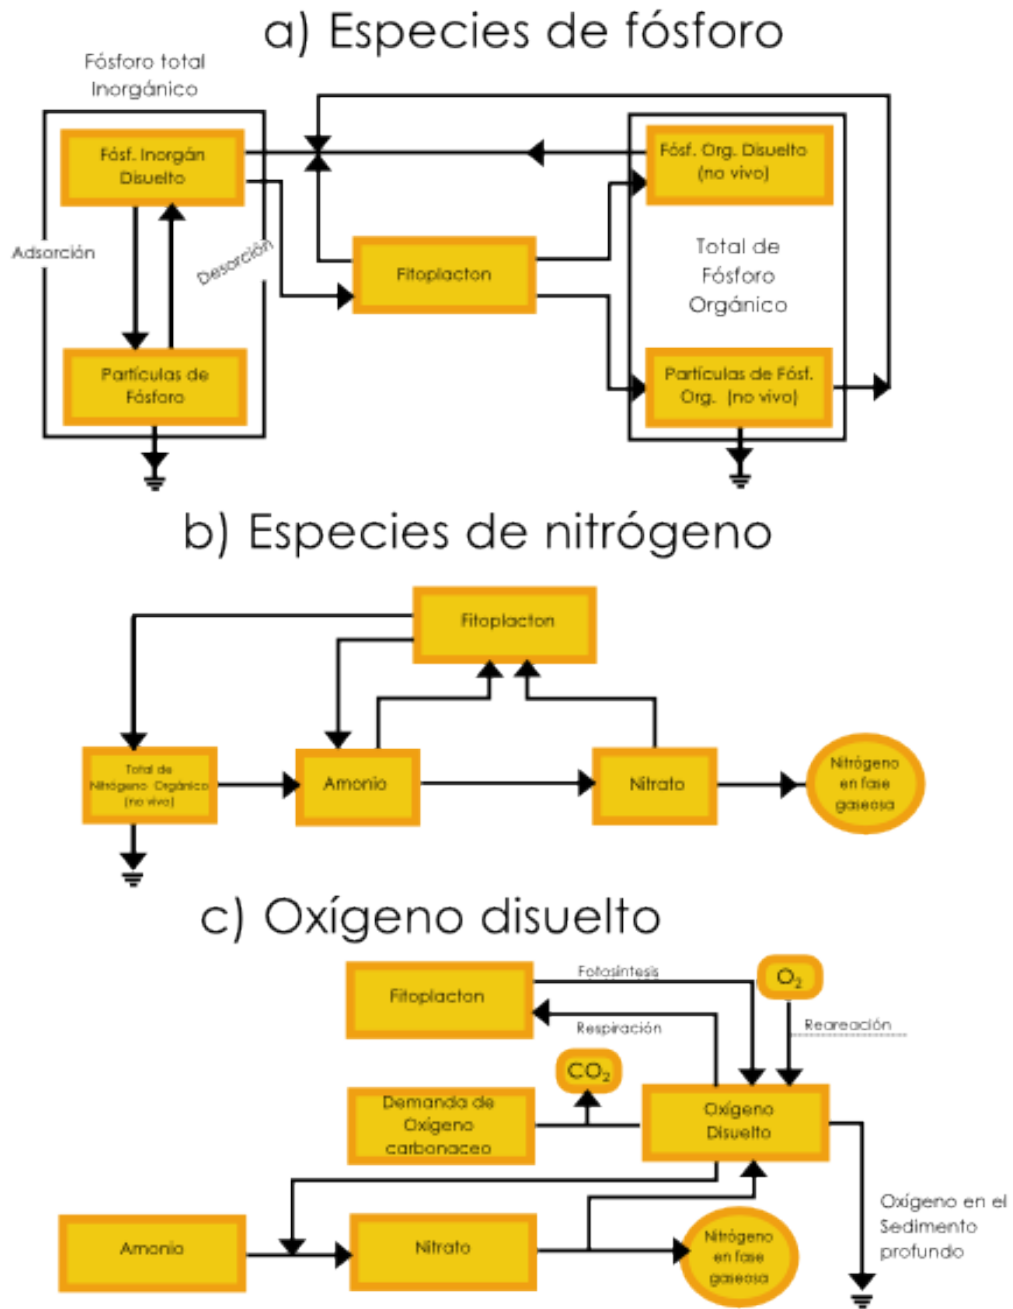 a) Especies de fósforo
Fósforo total
Inorgánico
Fósf. Inorgán
Disuelto
Fósf. Org. Disuelto
(no vivo)
Adsorción
Desorción
Fitoplacton
Total de
Fósforo
Orgánico
Partículas de
Fósforo
Partículas de Fósf.
Org. (no vivo)
b) Especies de nitrógeno
Fitoplacton
Total de
Nitrógeno Orgánico
(no vivo)
Amonio
Nitrato
Nitrógeno
en fase
gaseosa
c) Oxígeno disuelto
Fitoplacton
Fotosíntesis
O₂
Respiración
Reareación
CO₂
Demanda de
Oxígeno
carbonaceo
Oxígeno
Disuelto
Oxígeno en el
Sedimento
profundo
Amonio
Nitrato
Nitrógeno
en fase
gaseosa